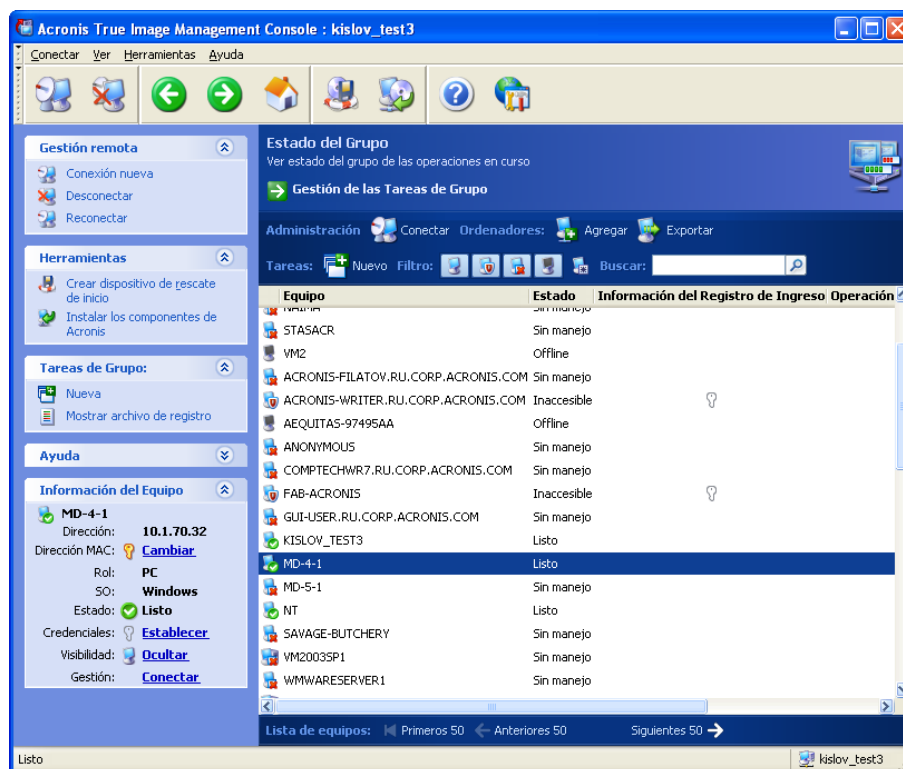 Acronis True Image Management Console : kislov_test3
Conectar Ver Herramientas Ayuda
Gestión remota
Conexión nueva
Desconectar
Reconectar
Herramientas
Crear dispositivo de rescate
de inicio
Instalar los componentes de
Acronis
Tareas de Grupo:
Nueva
Mostrar archivo de registro
Ayuda
Información del Equipo
MD-4-1
Dirección: 10.1.70.32
Dirección MAC: Cambiar
Rol: PC
SO: Windows
Estado: Listo
Credenciales: Establecer
Visibilidad: Ocultar
Gestión: Conectar
Estado del Grupo
Ver estado del grupo de las operaciones en curso
Gestión de las Tareas de Grupo
Administración Conectar Ordenadores: Agregar Exportar
Tareas: Nuevo Filtro: Buscar:
Equipo Estado Información del Registro de Ingreso Operación
NAIMA Sin manejo
STASACR Sin manejo
VM2 Offline
ACRONIS-FILATOV.RU.CORP.ACRONIS.COM Sin manejo
ACRONIS-WRITER.RU.CORP.ACRONIS.COM Inaccesible
AEQUITAS-97495AA Offline
ANONYMOUS Sin manejo
COMPTECHWR7.RU.CORP.ACRONIS.COM Sin manejo
FAB-ACRONIS Inaccesible
GUI-USER.RU.CORP.ACRONIS.COM Sin manejo
KISLOV_TEST3 Listo
MD-4-1 Listo
MD-5-1 Sin manejo
NT Listo
SAVAGE-BUTCHERY Sin manejo
VM2003SP1 Sin manejo
WMWARESERVER1 Sin manejo
Lista de equipos: Primeros 50 Anteriores 50 Siguientes 50
Listo kislov_test3